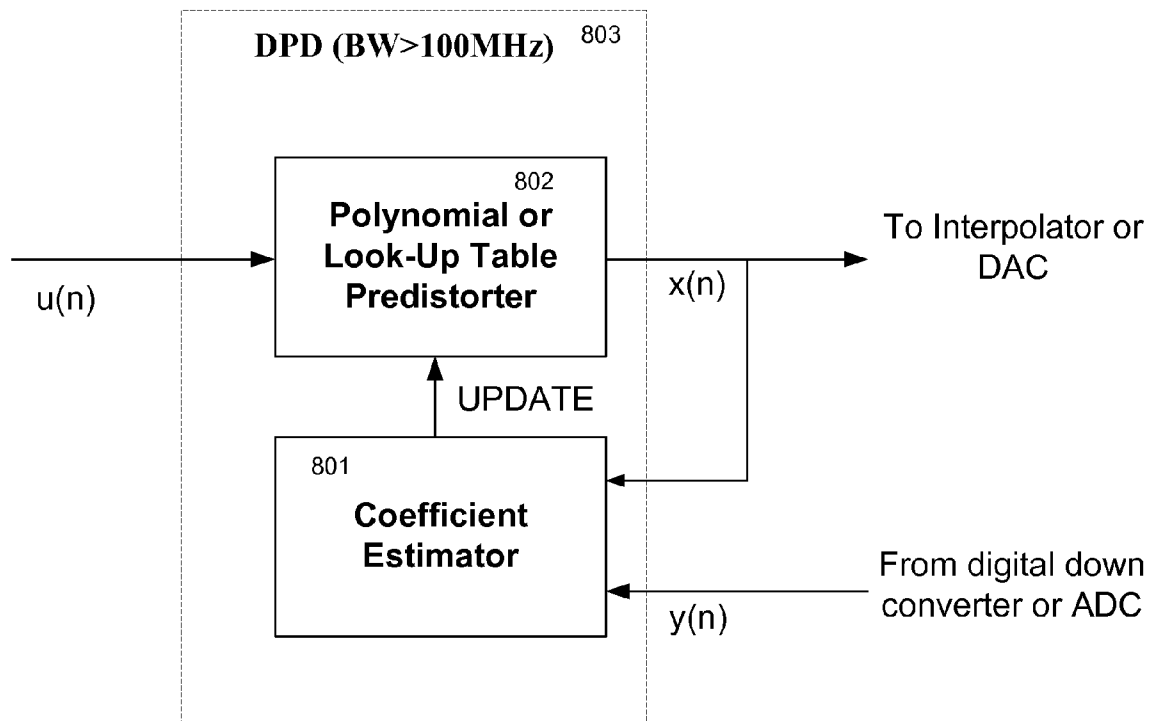 DPD (BW>100MHz)
803
802
Polynomial or
Look-Up Table
Predistorter
To Interpolator or
DAC
u(n)
x(n)
UPDATE
801
Coefficient
Estimator
From digital down
converter or ADC
y(n)